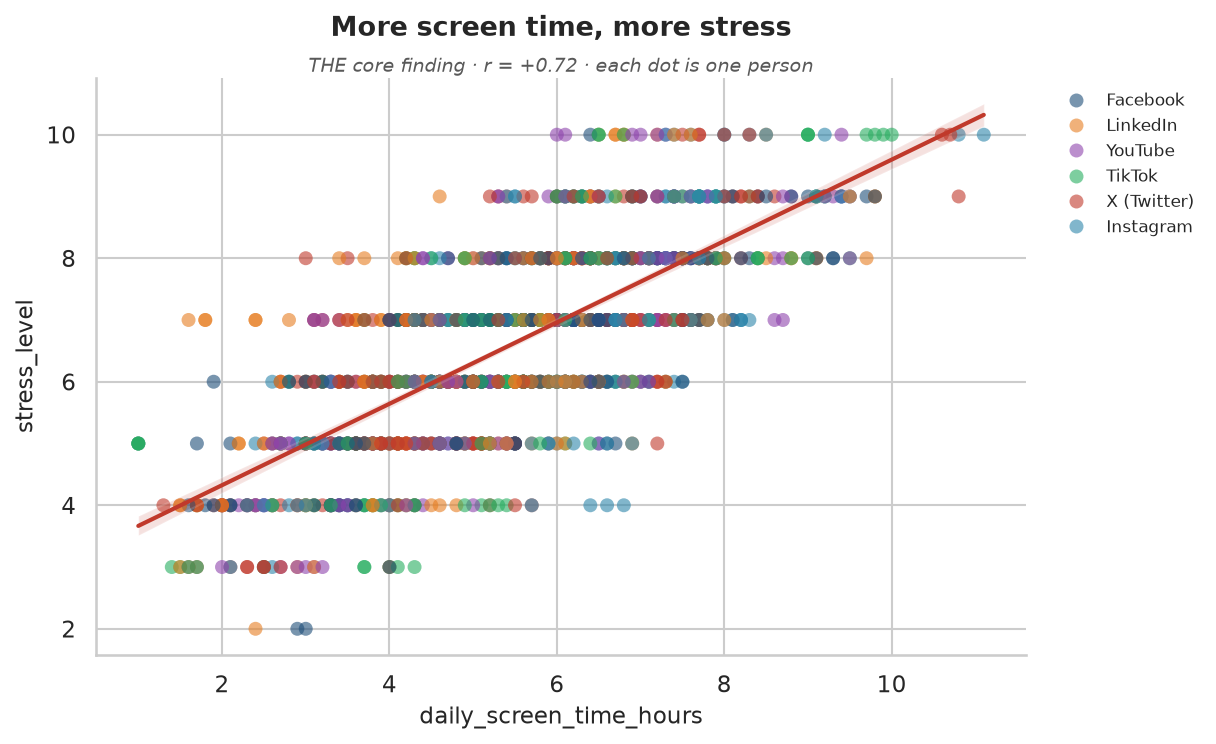 More screen time, more stress
THE core finding · r = +0.72 · each dot is one person
10
8
6
4
2
stress_level
2
4
6
8
10
daily_screen_time_hours
Facebook
LinkedIn
YouTube
TikTok
X (Twitter)
Instagram